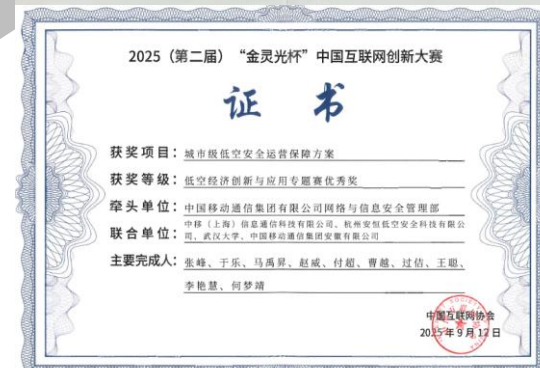 2025（第二届）“金灵光杯”中国互联网创新大赛
证 书
获奖项目：城市级低空安全运营保障方案
获奖等级：低空经济创新与应用专题赛优秀奖
牵头单位：中国移动通信集团有限公司网络与信息安全管理部
联合单位：中移（上海）信息通信科技有限公司、杭州安恒低空安全科技有限公
司、武汉大学、中国移动通信集团安徽有限公司
主要完成人：张峰、于乐、马禹昇、赵威、付超、曹越、过佶、王聪、
李艳慧、何梦婧
中国互联网协会
2025年9月12日